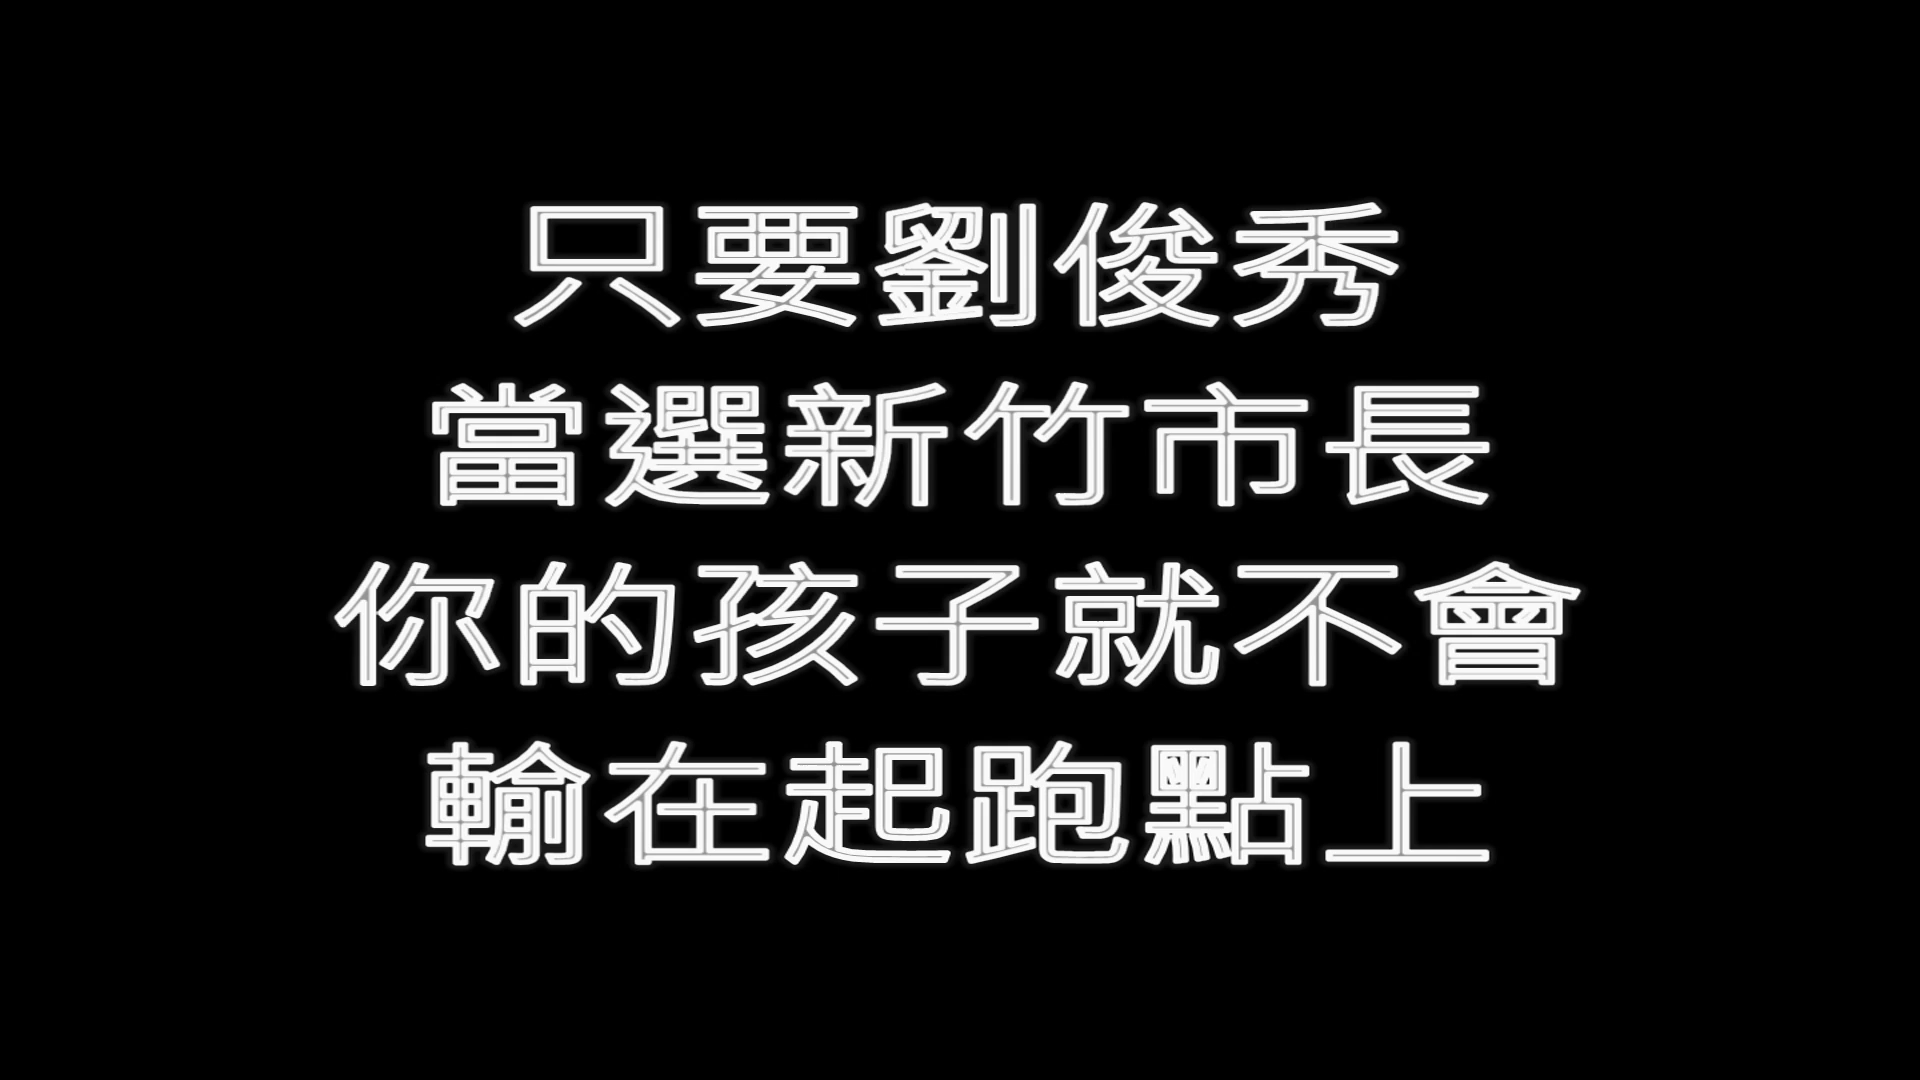 只要劉俊秀
當選新竹市長
你的孩子就不會
輸在起跑點上